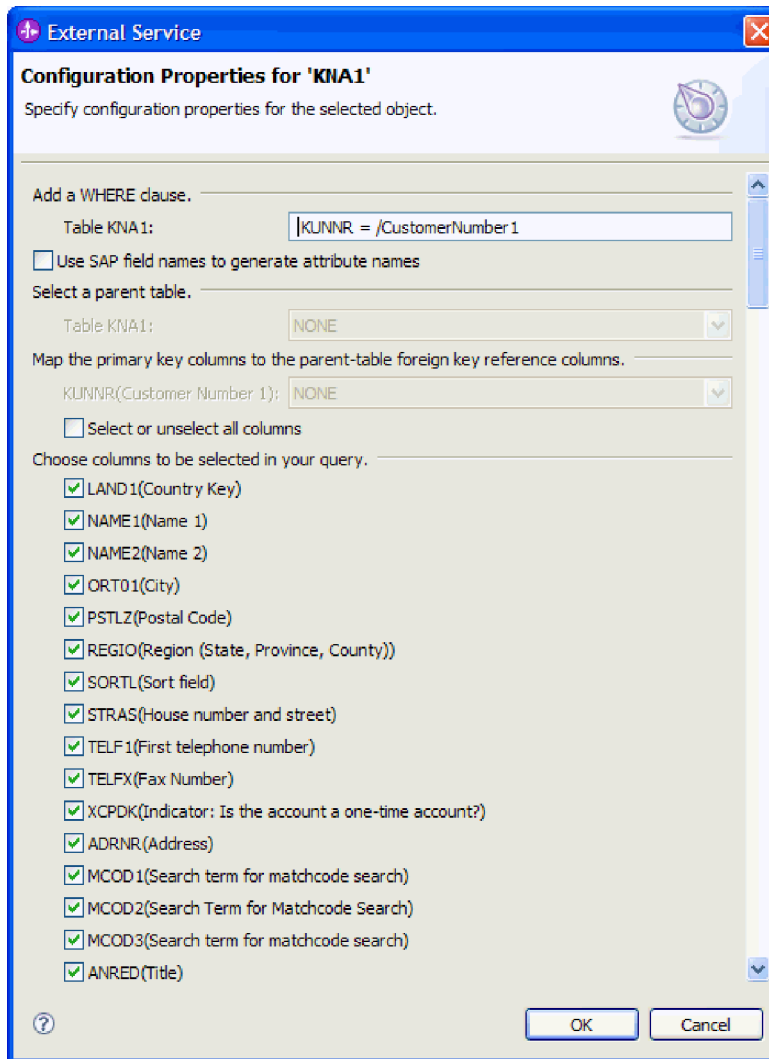 External Service
Configuration Properties for 'KNA1'
Specify configuration properties for the selected object.
Add a WHERE clause.
Table KNA1: KUNNR = /CustomerNumber1
Use SAP field names to generate attribute names
Select a parent table.
Table KNA1: NONE
Map the primary key columns to the parent-table foreign key reference columns.
KUNNR(Customer Number 1): NONE
Select or unselect all columns
Choose columns to be selected in your query.
LAND1(Country Key)
NAME1(Name 1)
NAME2(Name 2)
ORT01(City)
PSTLZ(Postal Code)
REGIO(Region (State, Province, County))
SORTL(Sort field)
STRAS(House number and street)
TELF1(First telephone number)
TELFX(Fax Number)
XCPDK(Indicator: Is the account a one-time account?)
ADRNR(Address)
MCOD1(Search term for matchcode search)
MCOD2(Search Term for Matchcode Search)
MCOD3(Search term for matchcode search)
ANRED(Title)
? OK Cancel